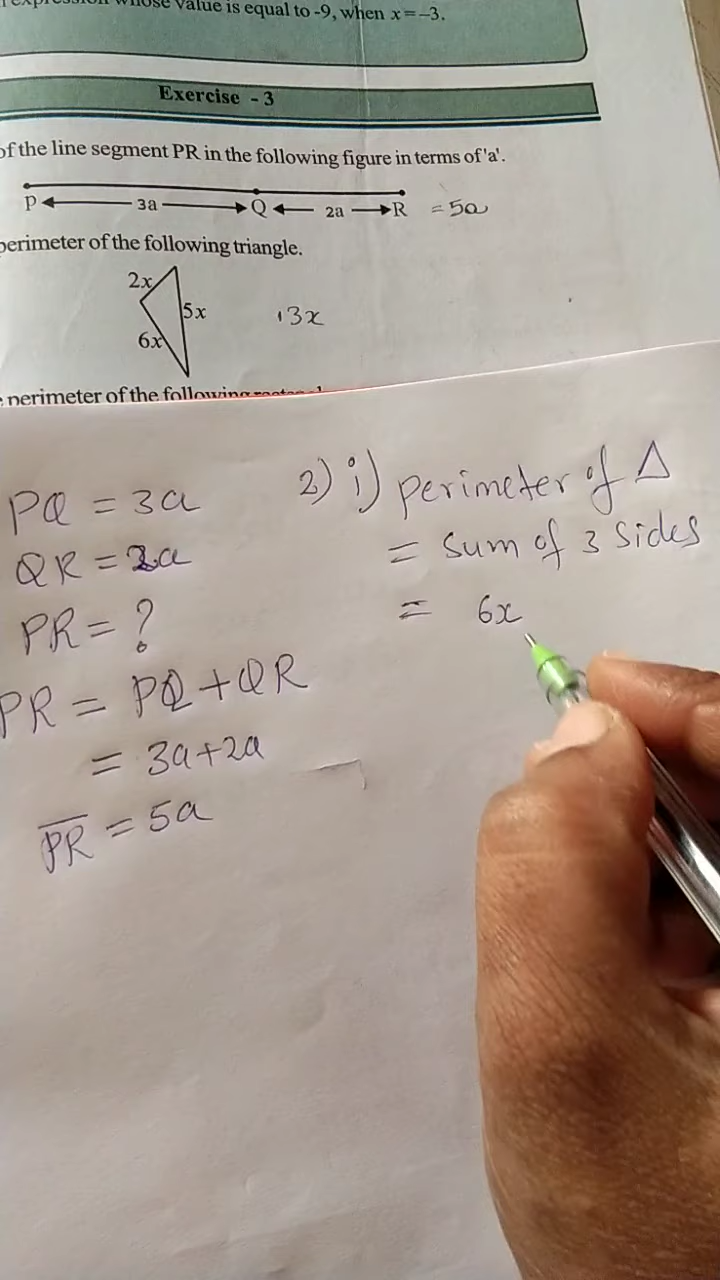 expression whose value is equal to -9, when x=-3.
Exercise - 3
of the line segment PR in the following figure in terms of 'a'.
P 3a Q 2a R = 5a
perimeter of the following triangle.
2x
5x
13x
6x
perimeter of the following
PQ = 3a
QR = 2a
PR = ?
PR = PQ + QR
= 3a+2a
PR = 5a
2) i) perimeter of Δ
= sum of 3 sides
= 6x